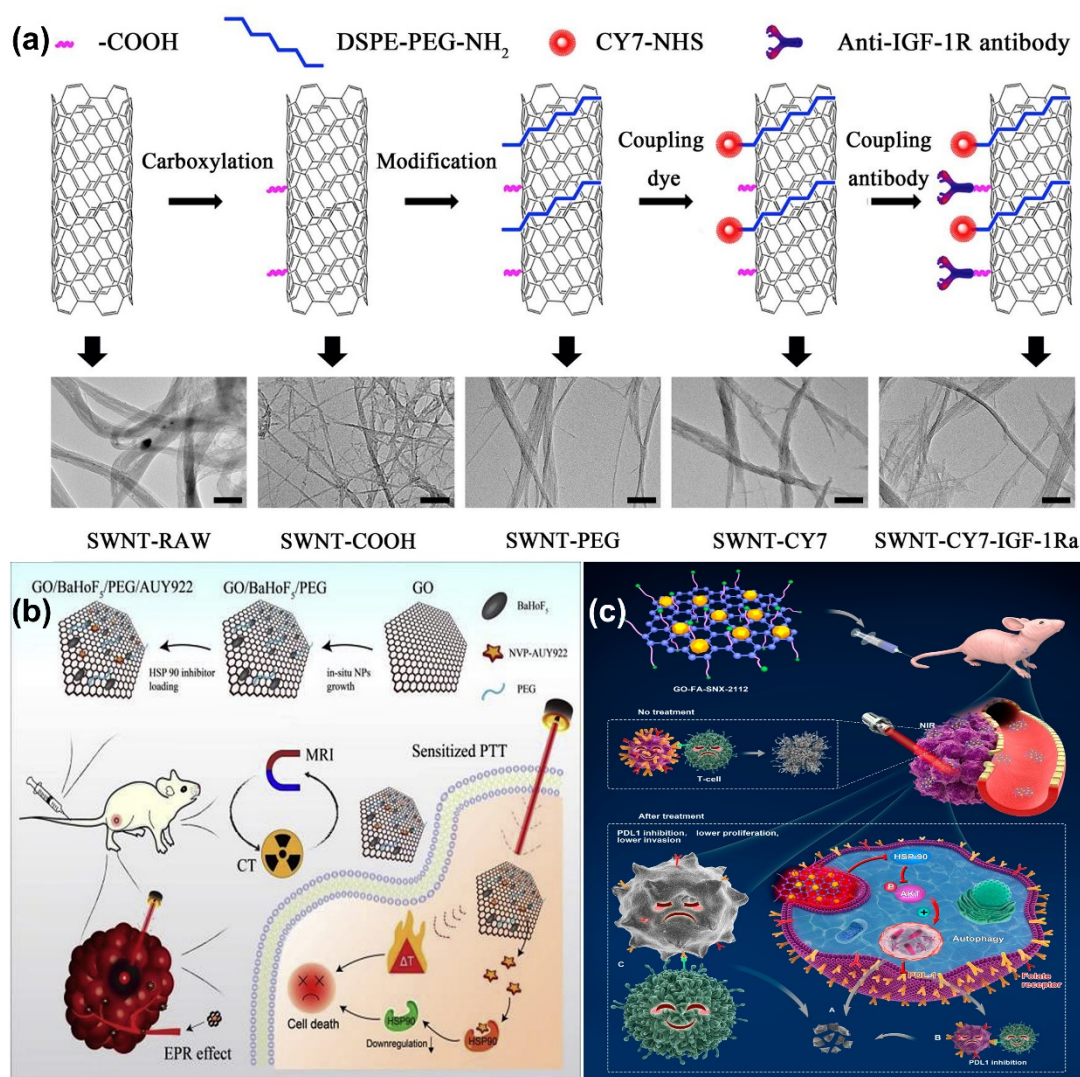 (a)
-COOH
DSPE-PEG-NH₂
CY7-NHS
Anti-IGF-1R antibody
Carboxylation
Modification
Coupling
dye
Coupling
antibody
SWNT-RAW
SWNT-COOH
SWNT-PEG
SWNT-CY7
SWNT-CY7-IGF-1Ra
(b)
GO/BaHoF₅/PEG/AUY922
GO/BaHoF₅/PEG
GO
BaHoF₅
NVP-AUY922
PEG
HSP 90 inhibitor
loading
in-situ NPs
growth
MRI
CT
Sensitized PTT
ΔT
Cell death
HSP90
Downregulation
HSP90
EPR effect
(c)
GO-FA-SNX-2112
No treatment
T-cell
NIR
After treatment
PDL1 inhibition, lower proliferation,
lower invasion
HSP-90
P
AKT
+
Autophagy
PDL-1
Folate
receptor
C
A
B
PDL1 inhibition